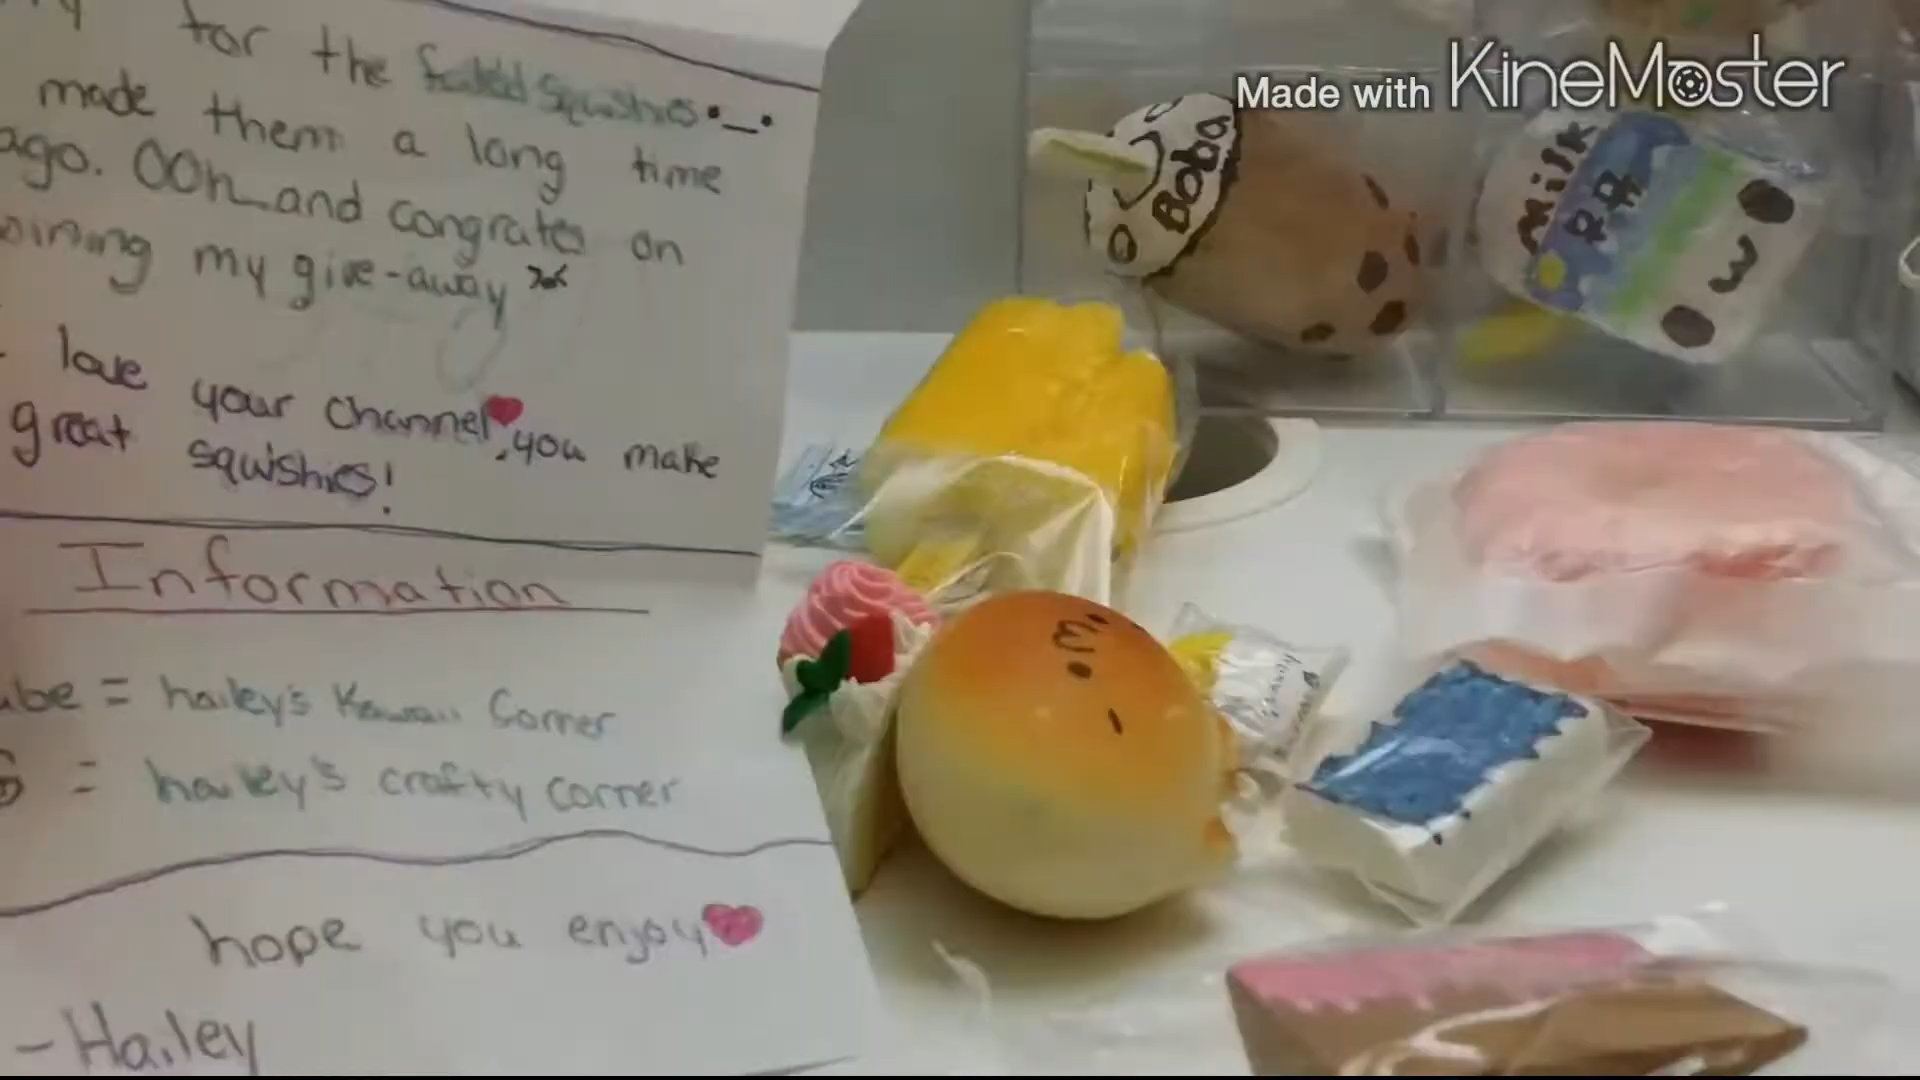 for the failed squishies •_•
made them a long time
ago. OOh and congrats on
my give-away
love your channel, you make
great squishies!
Information
= hailey's Kawaii Corner
= hailey's crafty corner
hope you enjoy
- Hailey
Made with KineMaster
Boba
milk